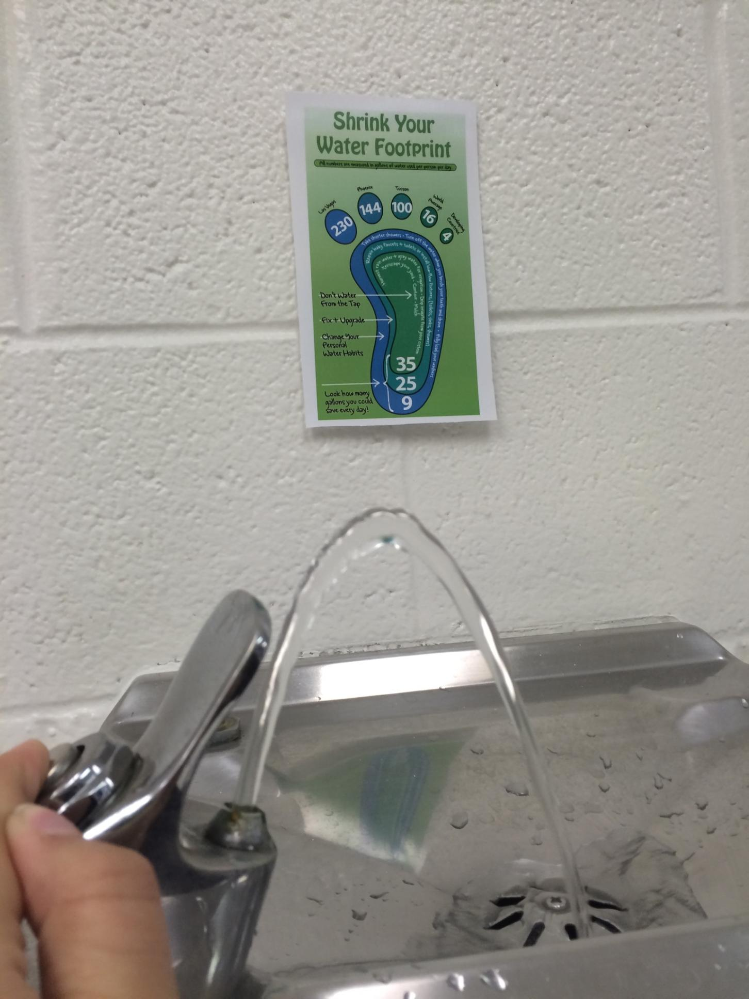 Shrink Your
Water Footprint
All numbers are measured in gallons of water used per person per day
Las Vegas
230
Phoenix
144
Tucson
100
World
Average
16
Developing
Countries
4
Take shorter showers • Turn off the water when you brush your teeth and shave • Fully load your washers
Repair leaky faucets + toilets or install low-flow fixtures, (toilets, sinks, showers)
Harvest rain water + gray water for irrigation • Drip irrigate from your cistern
Xeriscape your yard • Contour • Mulch
Don't Water
From the Tap
Fix + Upgrade
Change Your
Personal
Water Habits
35
25
9
Look how many
gallons you could
save every day!